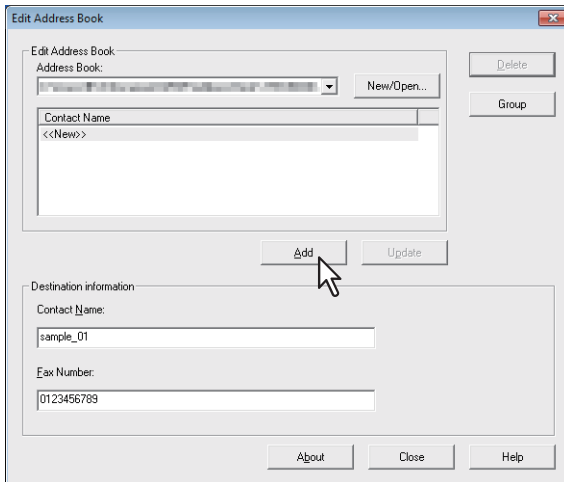 Edit Address Book
Edit Address Book
Address Book:
New/Open...
Delete
Group
Contact Name
<<New>>
Add
Update
Destination information
Contact Name:
sample_01
Fax Number:
0123456789
About
Close
Help